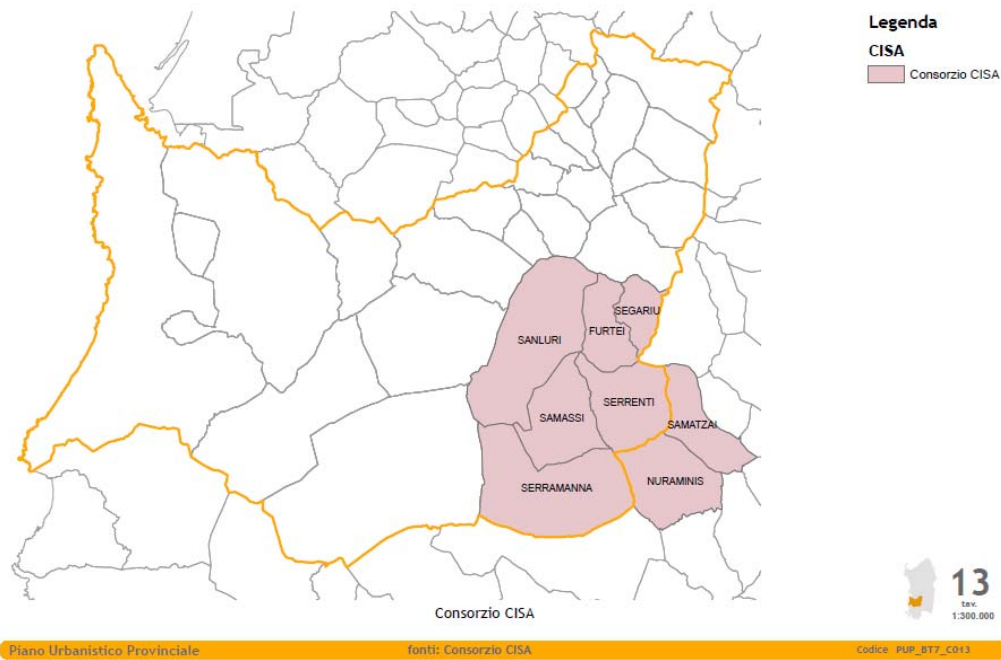 Legenda
CISA
Consorzio CISA
SEGARIU
FURTEI
SANLURI
SERRENTI
SAMASSI
SAMATZAI
NURAMINIS
SERRAMANNA
13
tav.
1:300.000
Consorzio CISA
Piano Urbanistico Provinciale
fonti: Consorzio CISA
Codice PUP_BT7_C013